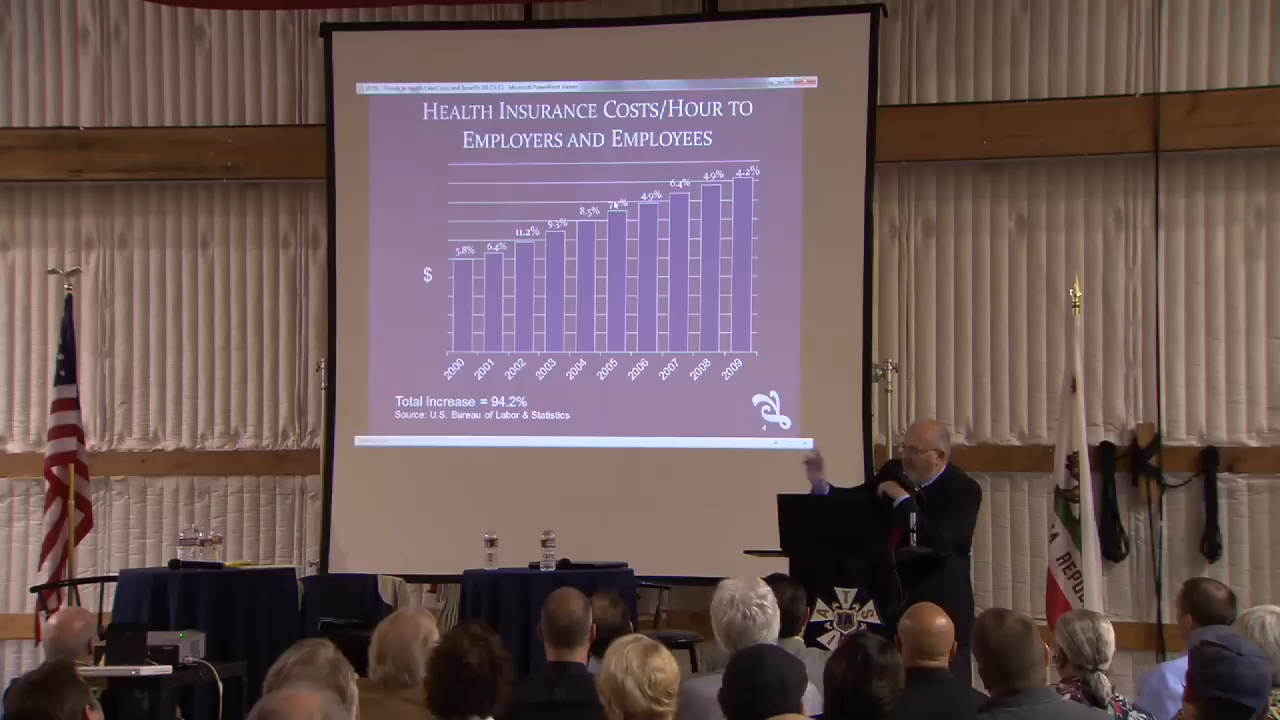 HEALTH INSURANCE COSTS/HOUR TO
EMPLOYERS AND EMPLOYEES
5.8% 6.4% 11.2% 9.3% 8.5% 4.9% 6.4% 4.9% 4.2%
$
2000 2001 2002 2003 2004 2005 2006 2007 2008 2009
Total Increase = 94.2%
Source: U.S. Bureau of Labor & Statistics
4
A T S
IA